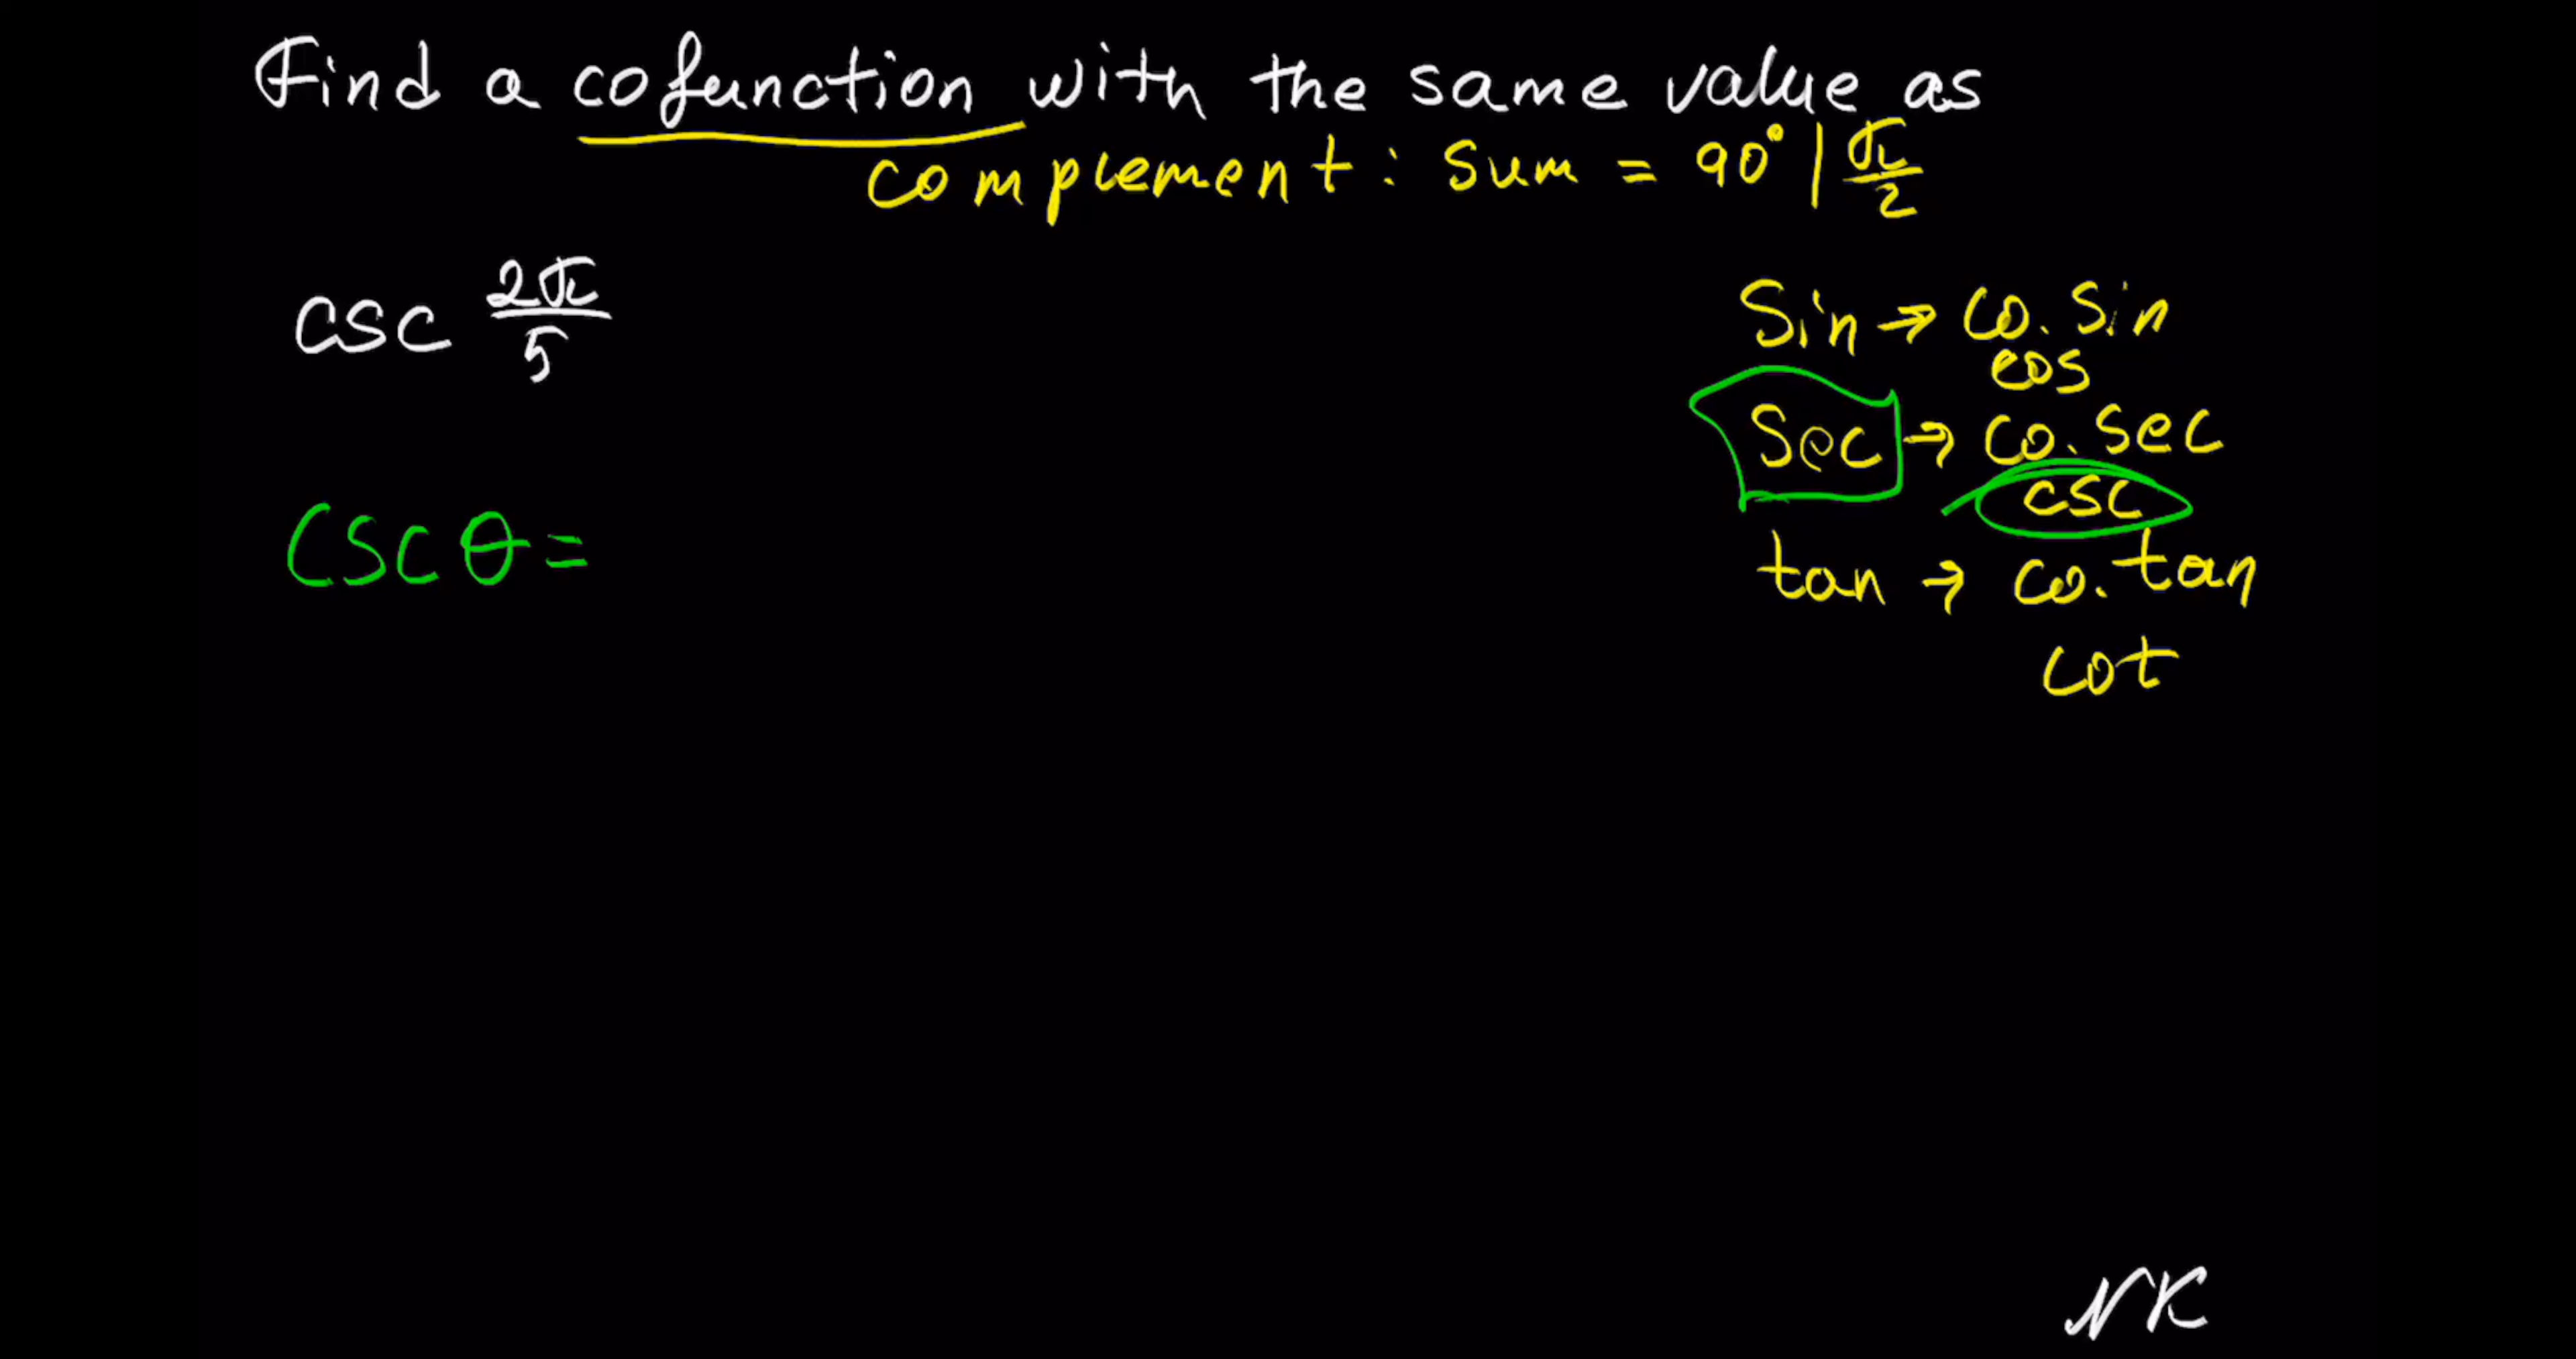 Find a cofunction with the same value as
complement: sum = 90° | π/2
csc 2π/5
Sin → co. sin
cos
Sec → co. sec
csc
csc θ =
tan → co. tan
cot
NK